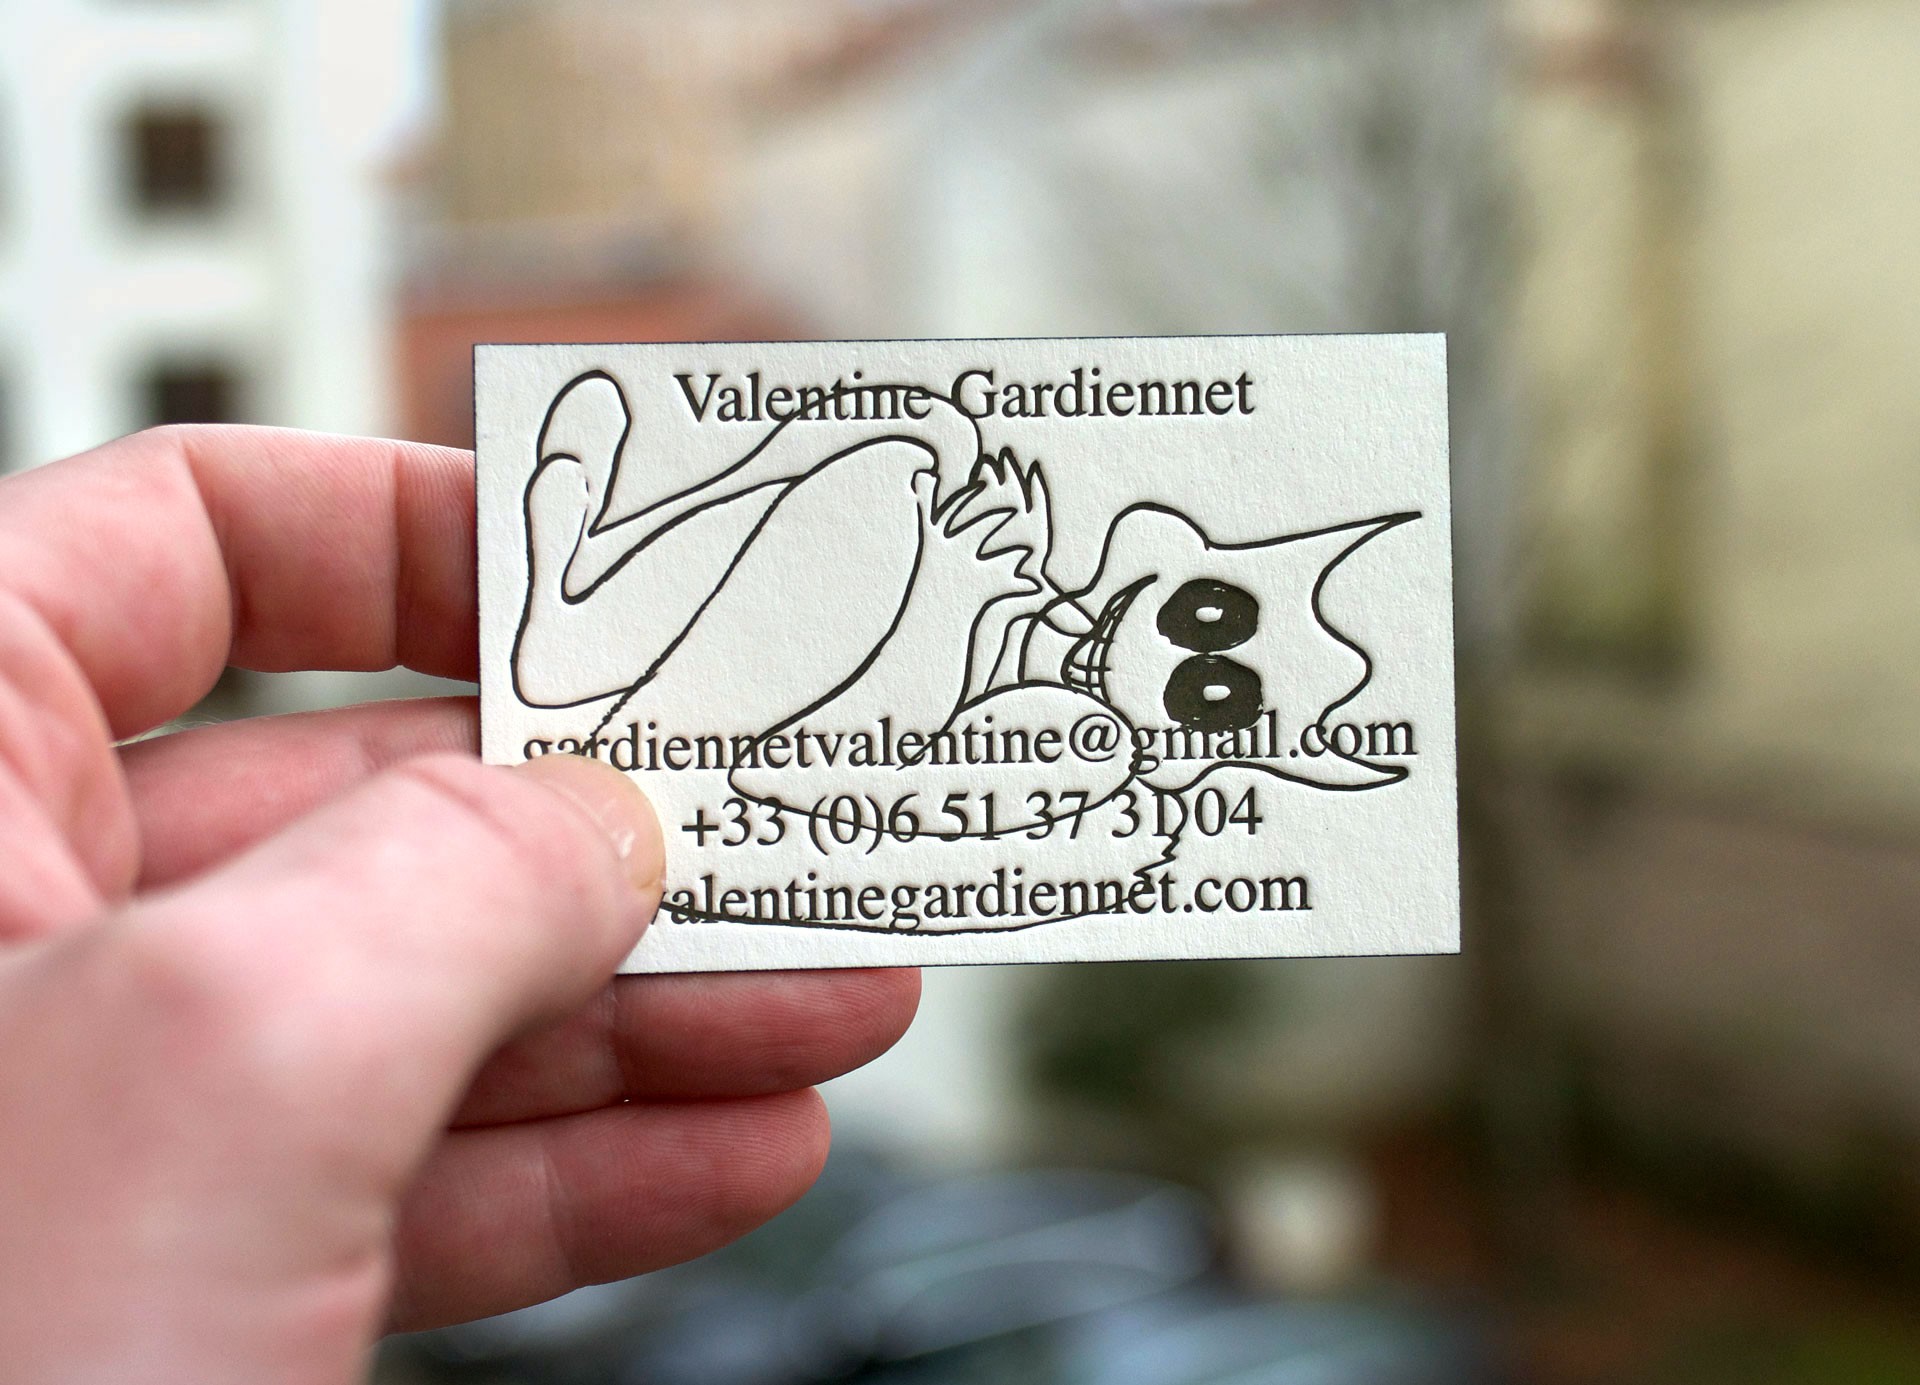 Valentine Gardiennet
gardiennetvalentine@gmail.com
+33 (0)6 51 37 31 04
valentinegardiennet.com